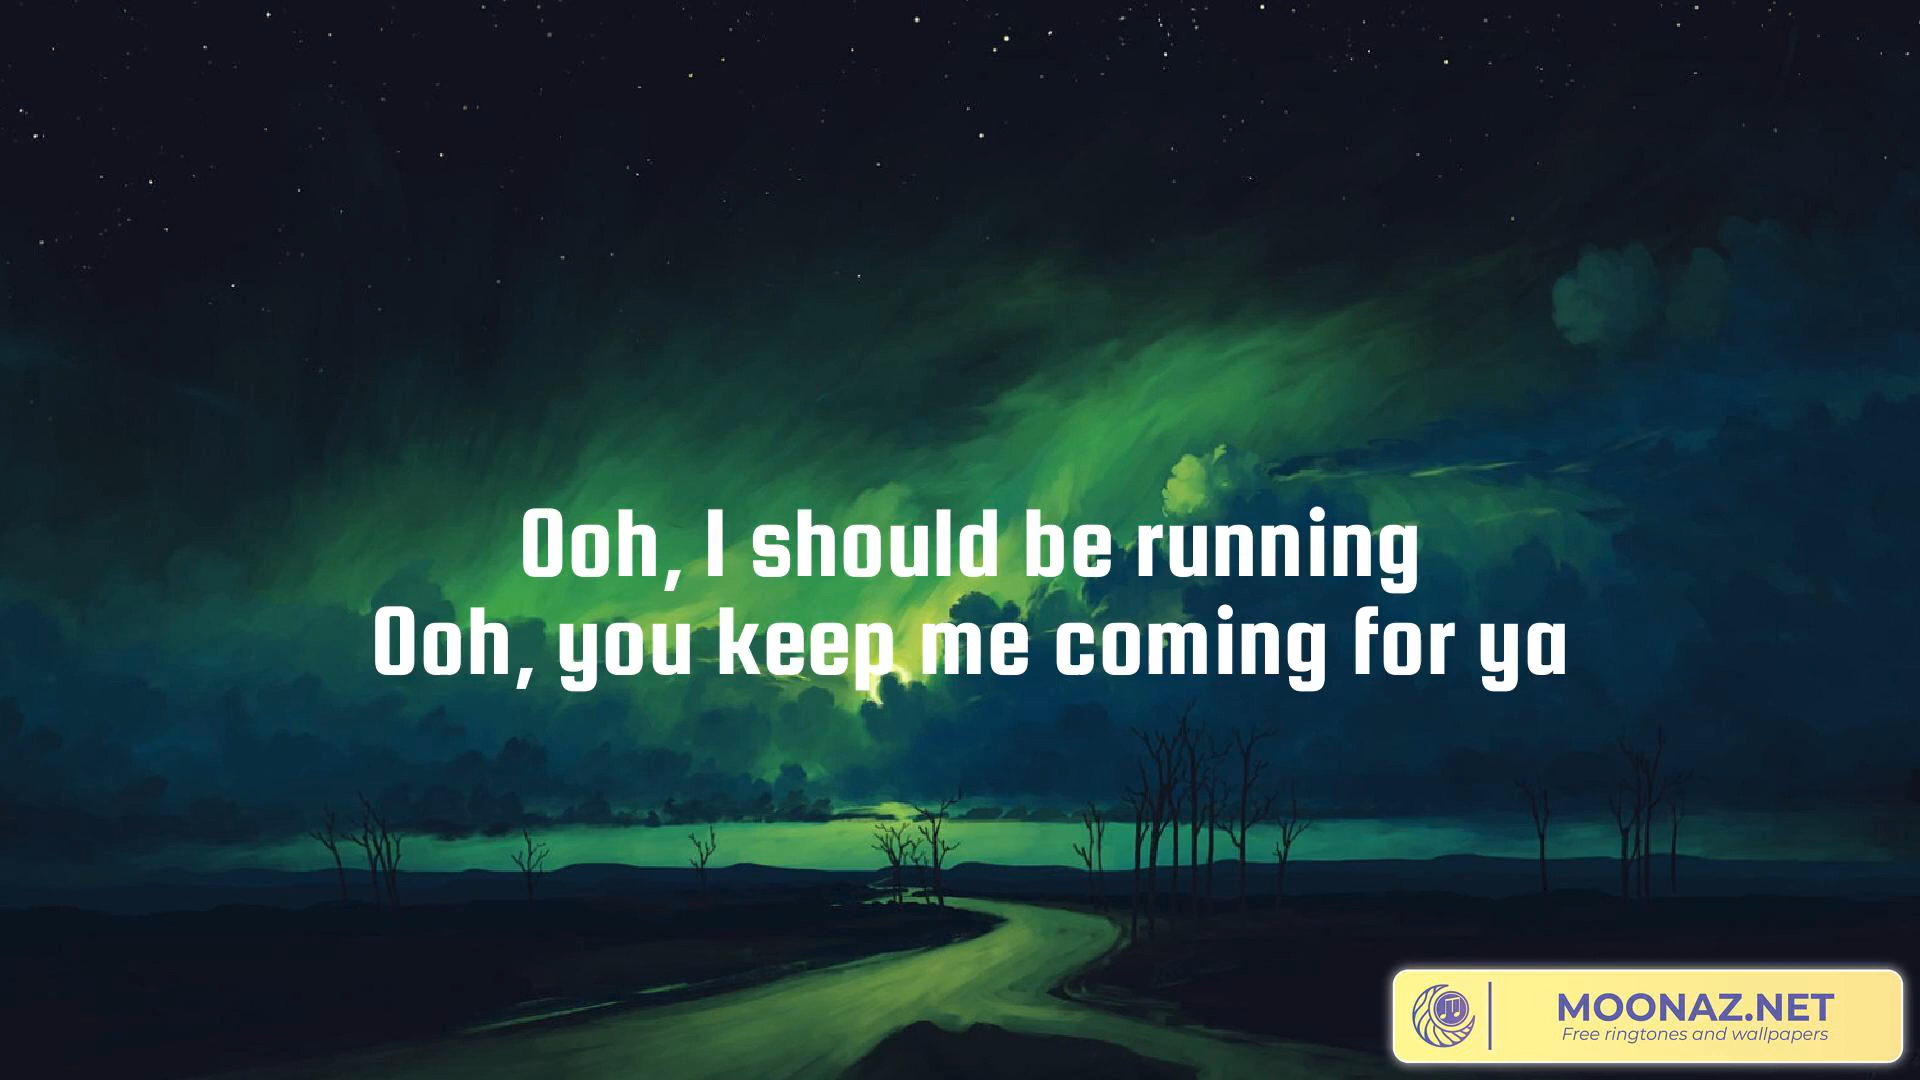 Ooh, I should be running
Ooh, you keep me coming for ya
MOONAZ.NET
Free ringtones and wallpapers